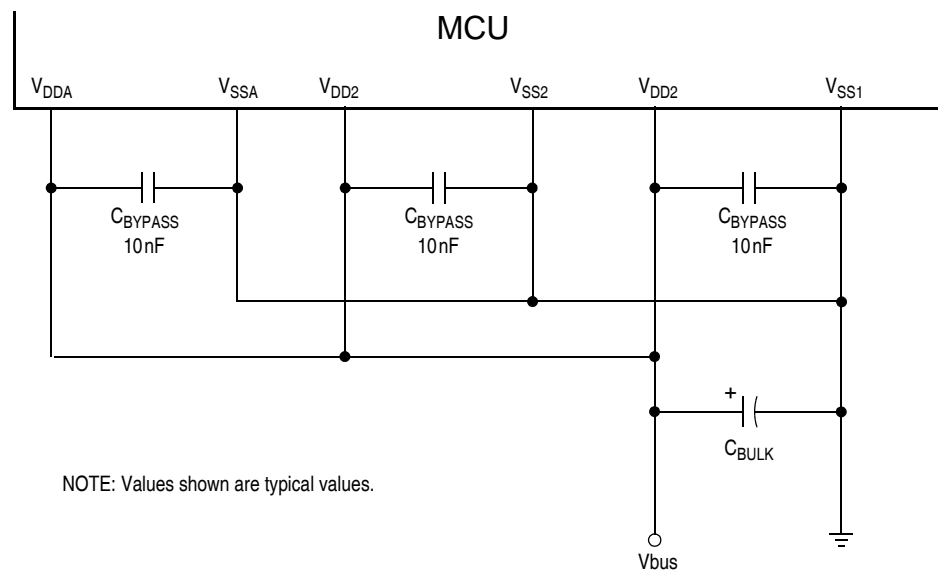 MCU
VDDA VSSA VDD2 VSS2 VDD2 VSS1
CBYPASS CBYPASS CBYPASS
10nF 10nF 10nF
+
CBULK
NOTE: Values shown are typical values.
Vbus